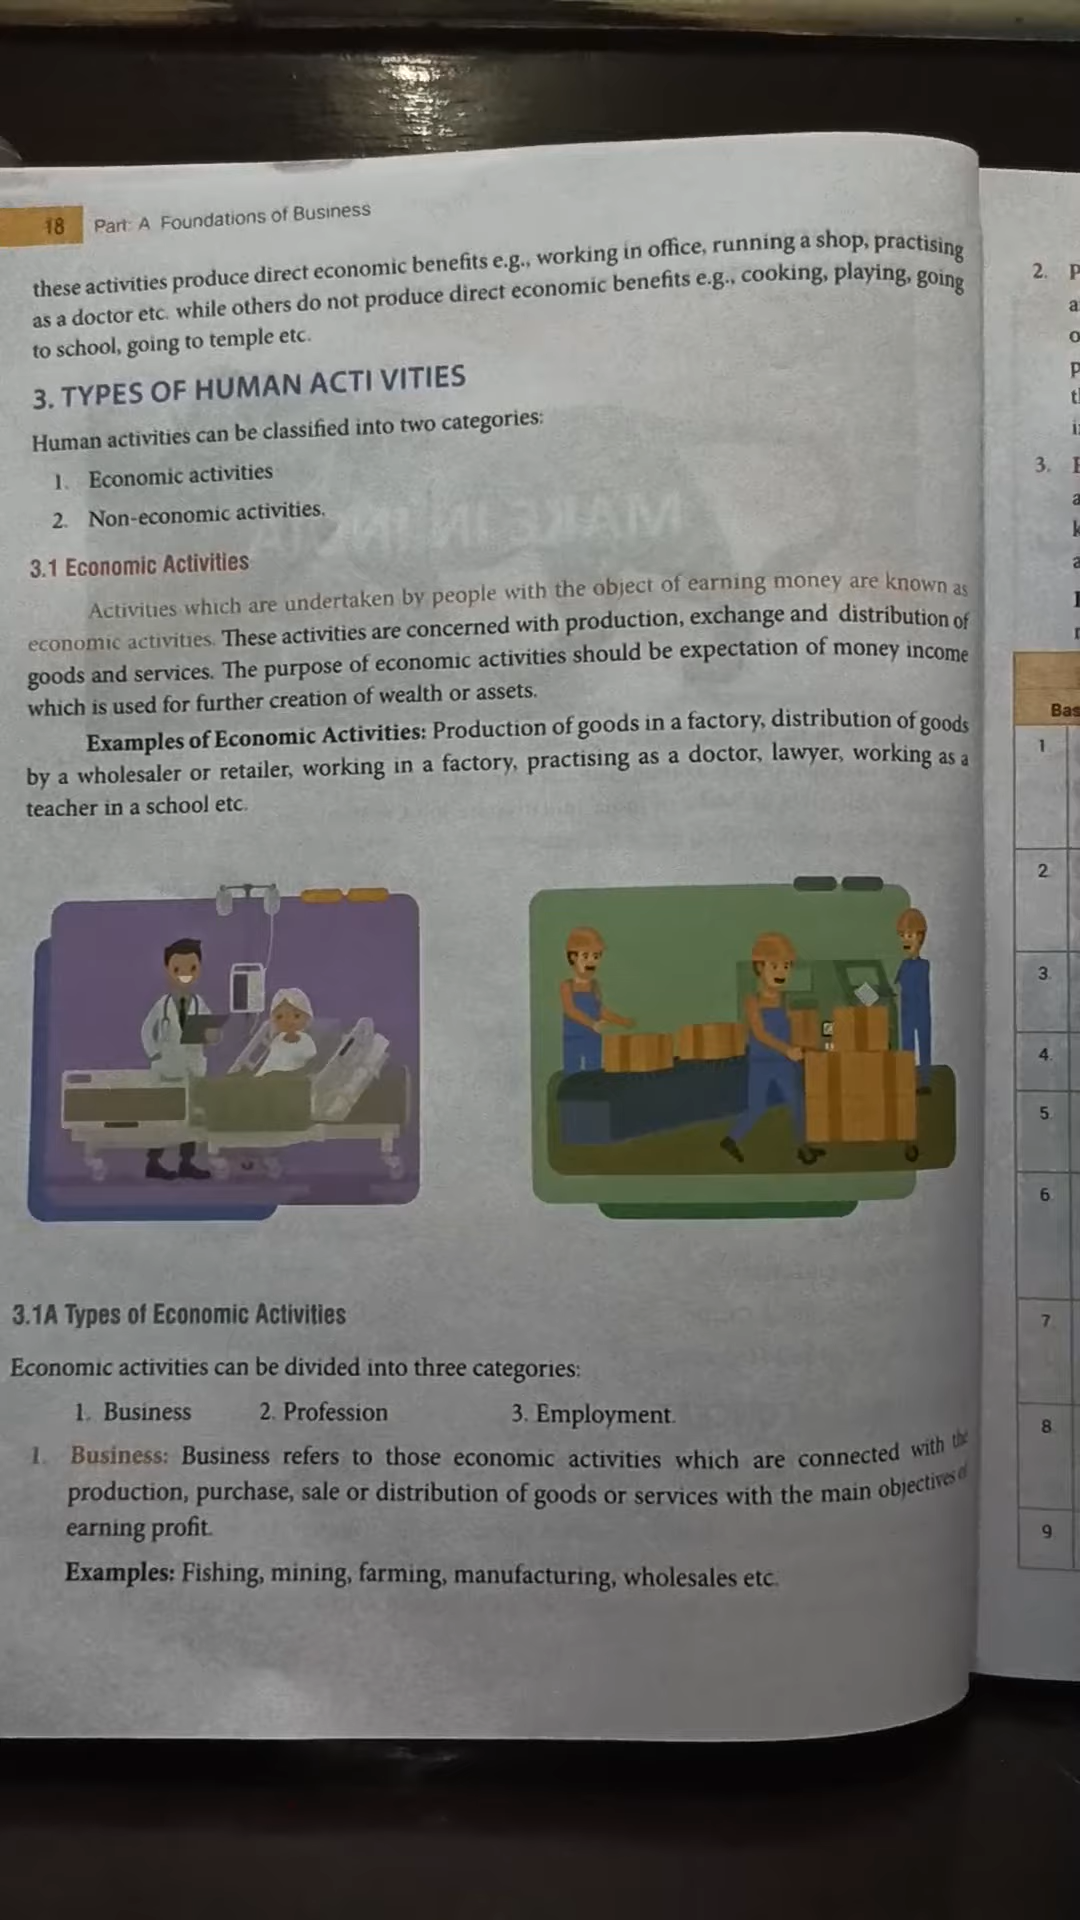 18 Part: A Foundations of Business
these activities produce direct economic benefits e.g., working in office, running a shop, practising
as a doctor etc. while others do not produce direct economic benefits e.g., cooking, playing, going
to school, going to temple etc.
3. TYPES OF HUMAN ACTI VITIES
Human activities can be classified into two categories:
1. Economic activities
2. Non-economic activities.
3.1 Economic Activities
Activities which are undertaken by people with the object of earning money are known as
economic activities. These activities are concerned with production, exchange and distribution of
goods and services. The purpose of economic activities should be expectation of money income
which is used for further creation of wealth or assets.
Examples of Economic Activities: Production of goods in a factory, distribution of goods
by a wholesaler or retailer, working in a factory, practising as a doctor, lawyer, working as a
teacher in a school etc.
3.1A Types of Economic Activities
Economic activities can be divided into three categories:
1. Business 2. Profession 3. Employment.
1. Business: Business refers to those economic activities which are connected with the
production, purchase, sale or distribution of goods or services with the main objectives of
earning profit.
Examples: Fishing, mining, farming, manufacturing, wholesales etc.
2.
3.
Bas
1
2
3.
4.
5
6
7
8
9